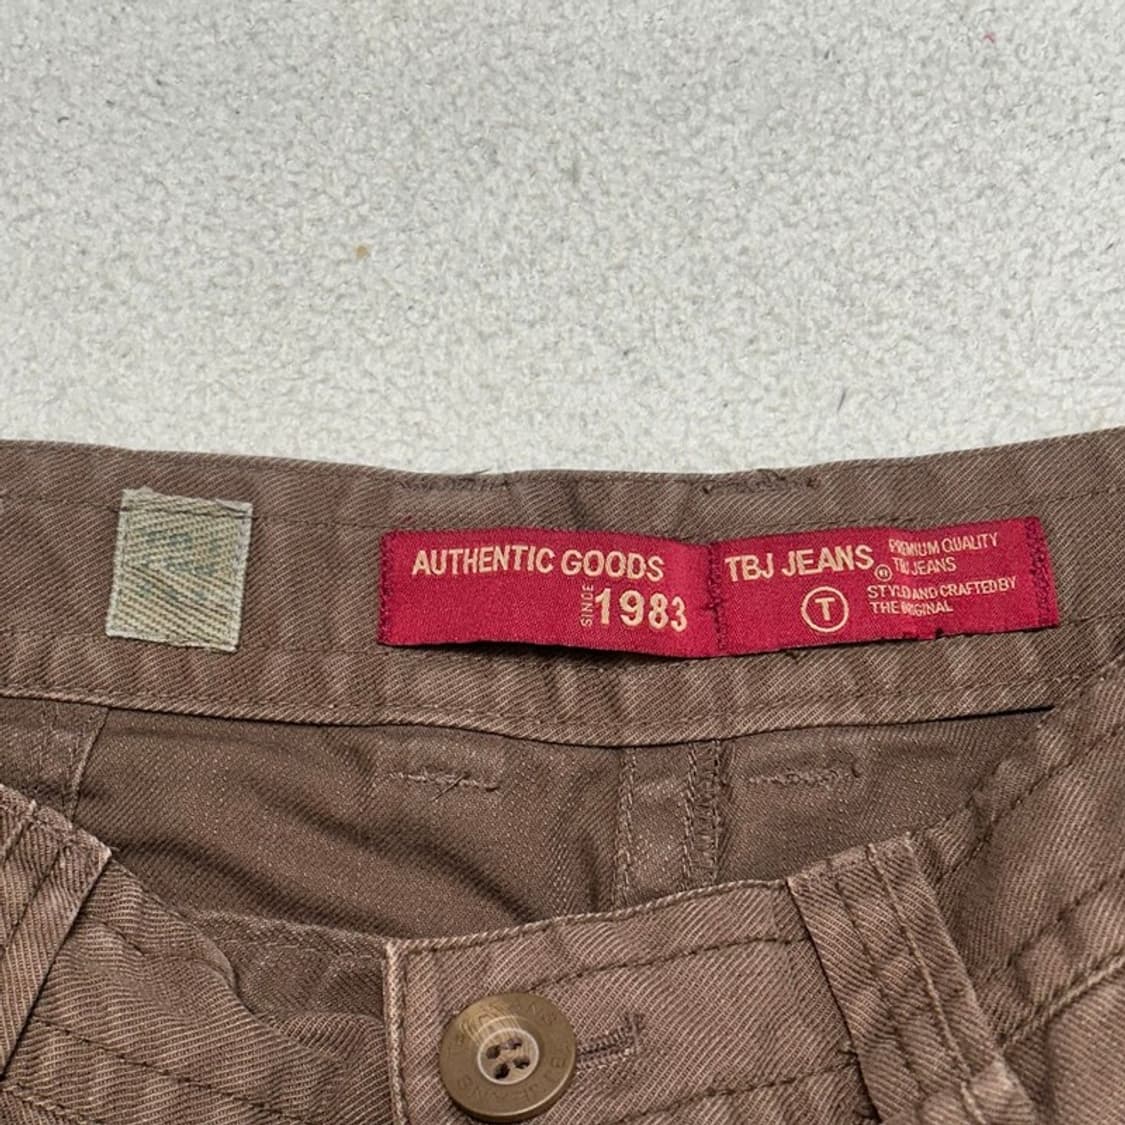 AUTHENTIC GOODS
SINCE 1983
TBJ JEANS ®
T
PREMIUM QUALITY
TBJ JEANS
STYLED AND CRAFTED BY
THE ORIGINAL